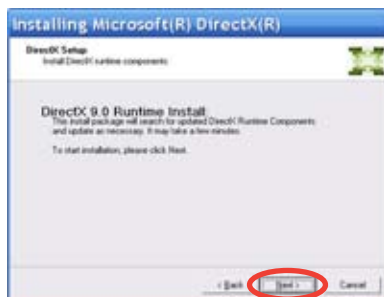 Installing Microsoft(R) DirectX(R)
DirectX Setup
Install DirectX runtime components
DirectX 9.0 Runtime Install
This install package will search for updated DirectX Runtime Components
and update as necessary. It may take a few minutes.
To start installation, please click Next.
< Back Next > Cancel